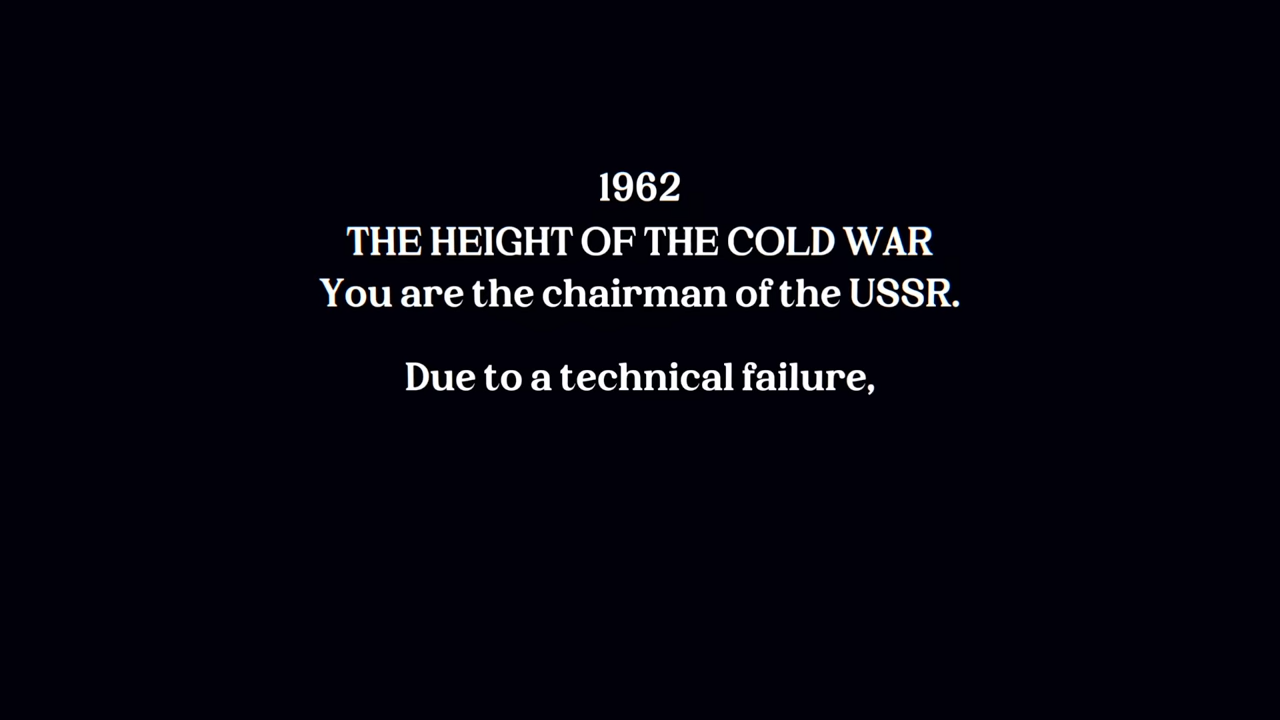 1962
THE HEIGHT OF THE COLD WAR
You are the chairman of the USSR.
Due to a technical failure,